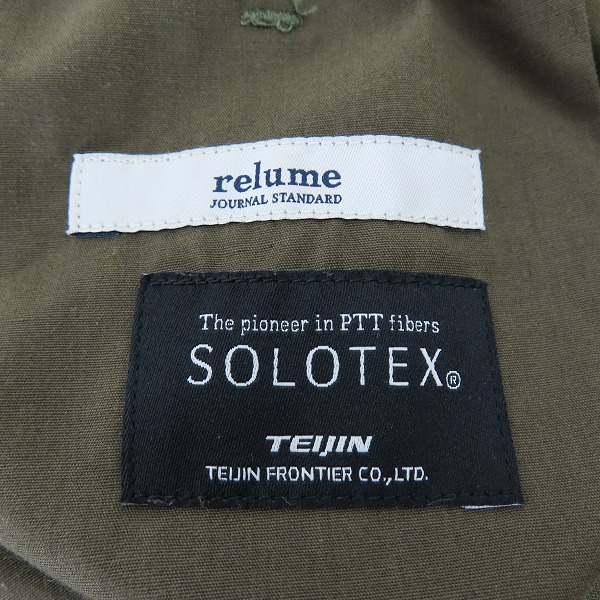 relume
JOURNAL STANDARD
The pioneer in PTT fibers
SOLOTEX®
TEIJIN
TEIJIN FRONTIER CO.,LTD.